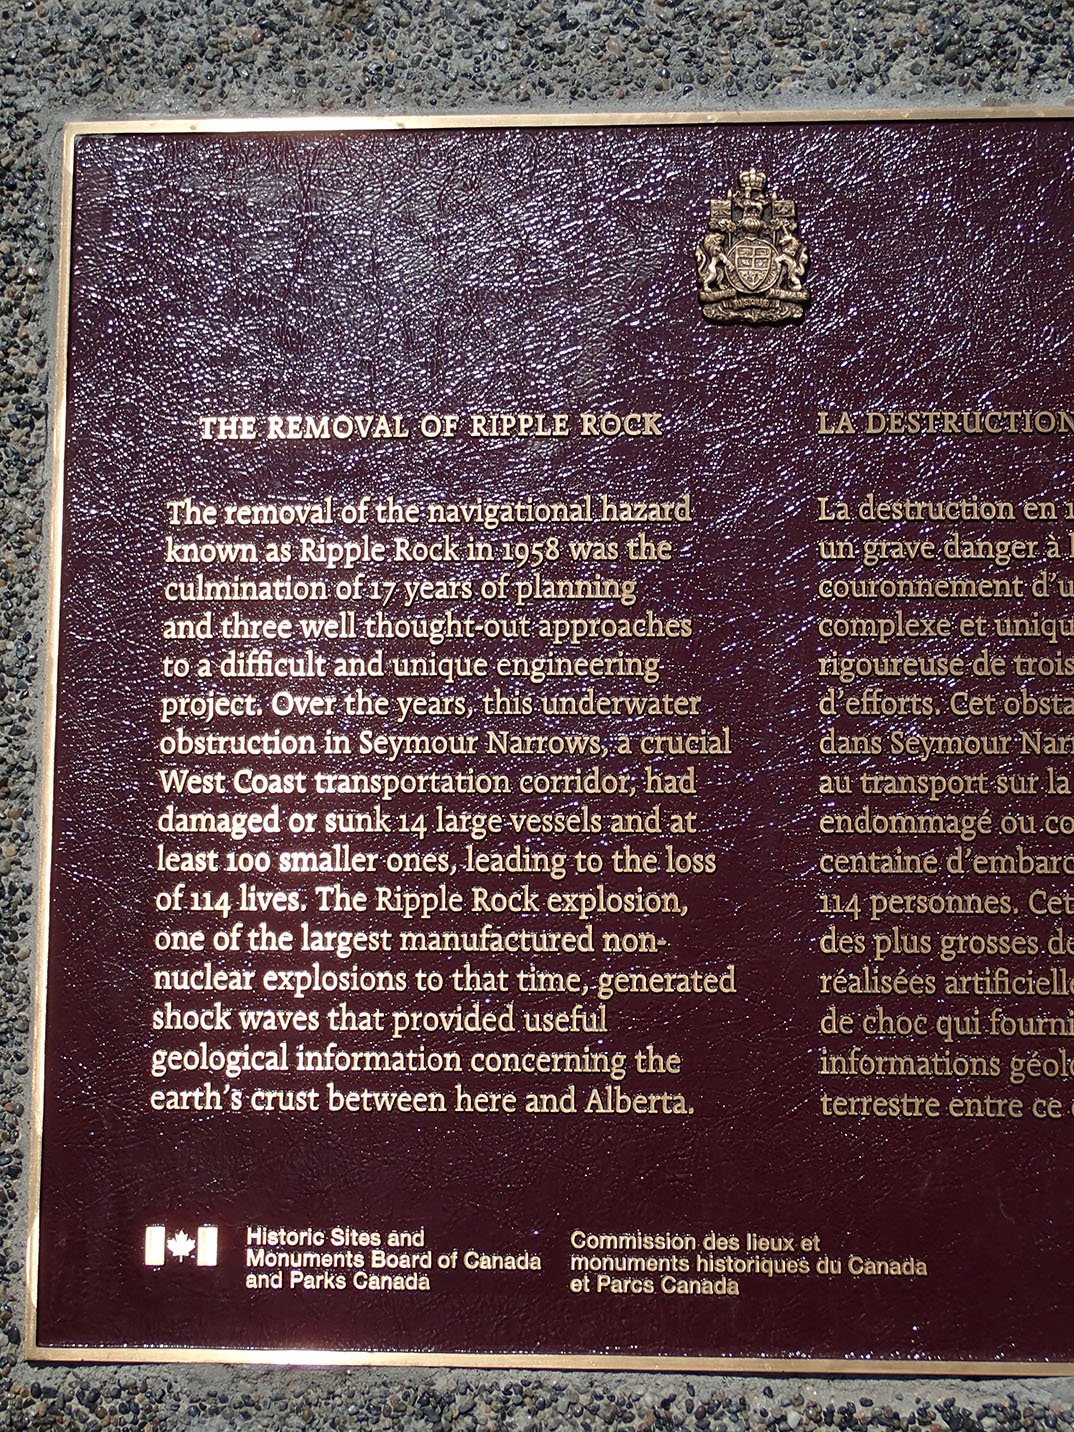 THE REMOVAL OF RIPPLE ROCK
The removal of the navigational hazard
known as Ripple Rock in 1958 was the
culmination of 17 years of planning
and three well thought-out approaches
to a difficult and unique engineering
project. Over the years, this underwater
obstruction in Seymour Narrows, a crucial
West Coast transportation corridor, had
damaged or sunk 14 large vessels and at
least 100 smaller ones, leading to the loss
of 114 lives. The Ripple Rock explosion,
one of the largest manufactured non-
nuclear explosions to that time, generated
shock waves that provided useful
geological information concerning the
earth's crust between here and Alberta.
LA DESTRUCTION
La destruction en
un grave danger à
couronnement d'u
complexe et uniqu
rigoureuse de trois
d'efforts. Cet obsta
dans Seymour Nar
au transport sur la
endommagé ou co
centaine d'embarc
114 personnes. Cet
des plus grosses de
réalisées artificielle
de choc qui fourni
informations géolo
terrestre entre ce
Historic Sites and
Monuments Board of Canada
and Parks Canada
Commission des lieux et
monuments historiques du Canada
et Parcs Canada